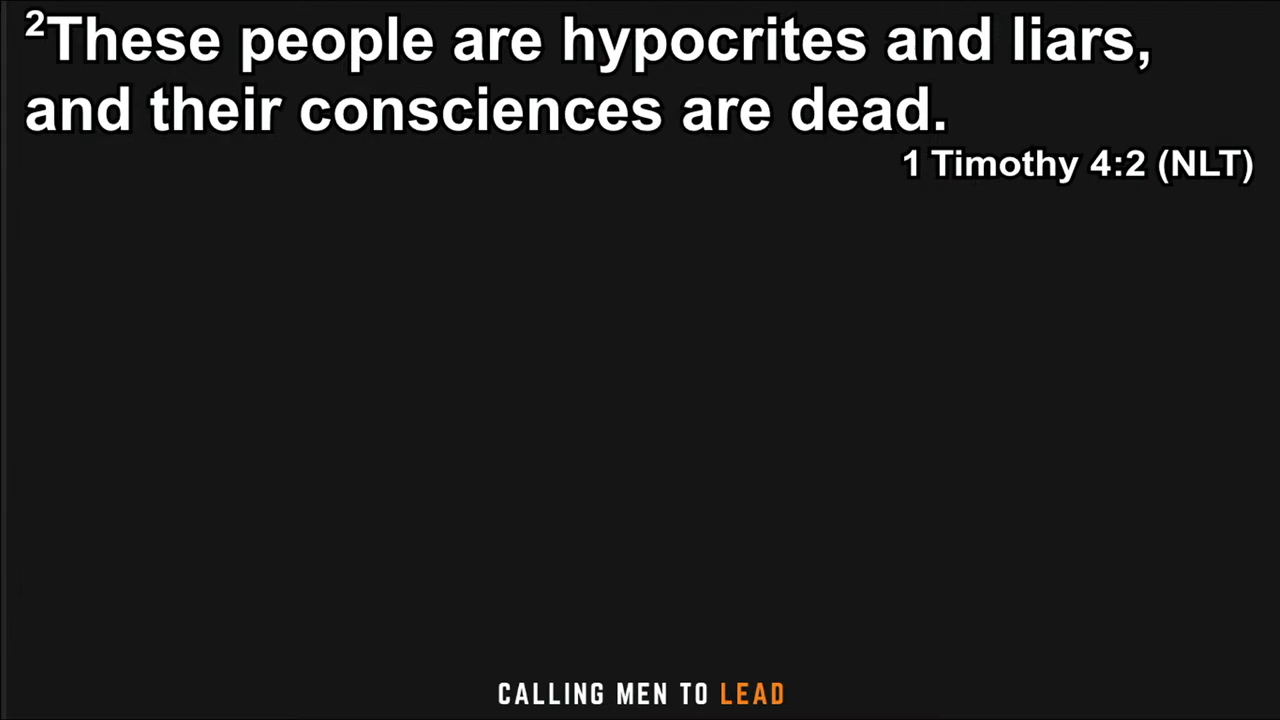 ²These people are hypocrites and liars,
and their consciences are dead.
1 Timothy 4:2 (NLT)
CALLING MEN TO LEAD